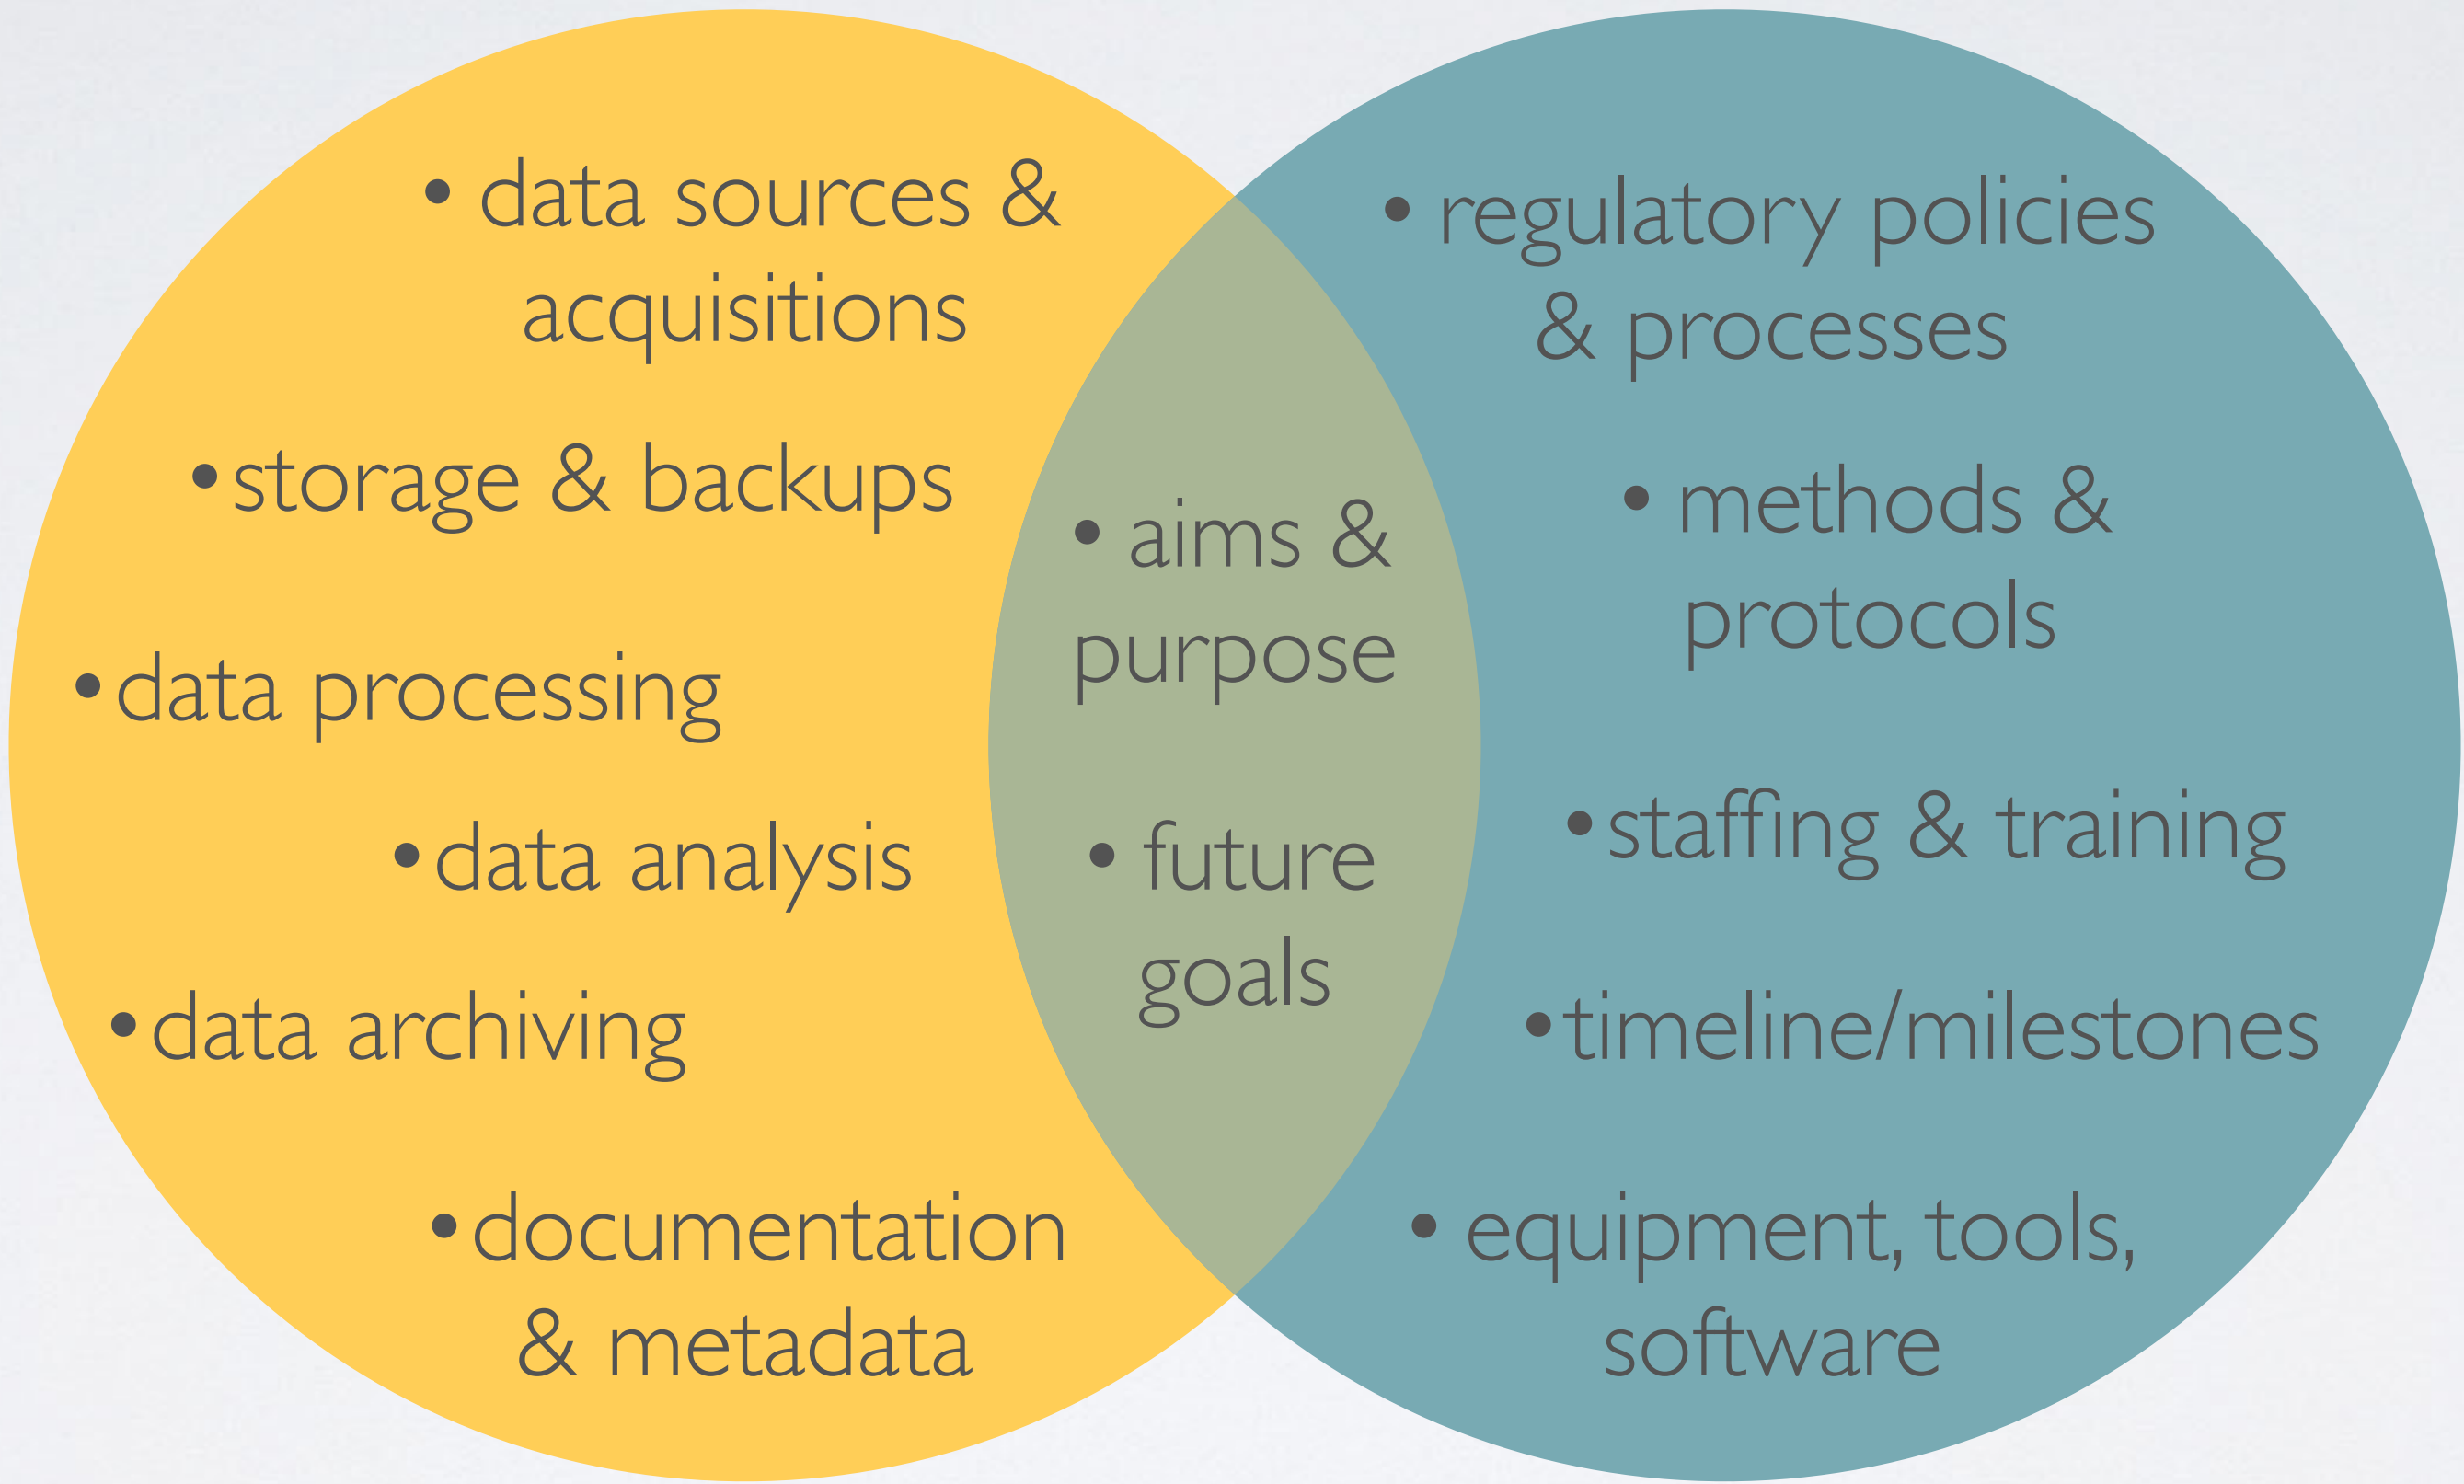 • data sources &
acquisitions
• storage & backups
• data processing
• data analysis
• data archiving
• documentation
& metadata
• aims &
purpose
• future
goals
• regulatory policies
& processes
• methods &
protocols
• staffing & training
• timeline/milestones
• equipment, tools,
software